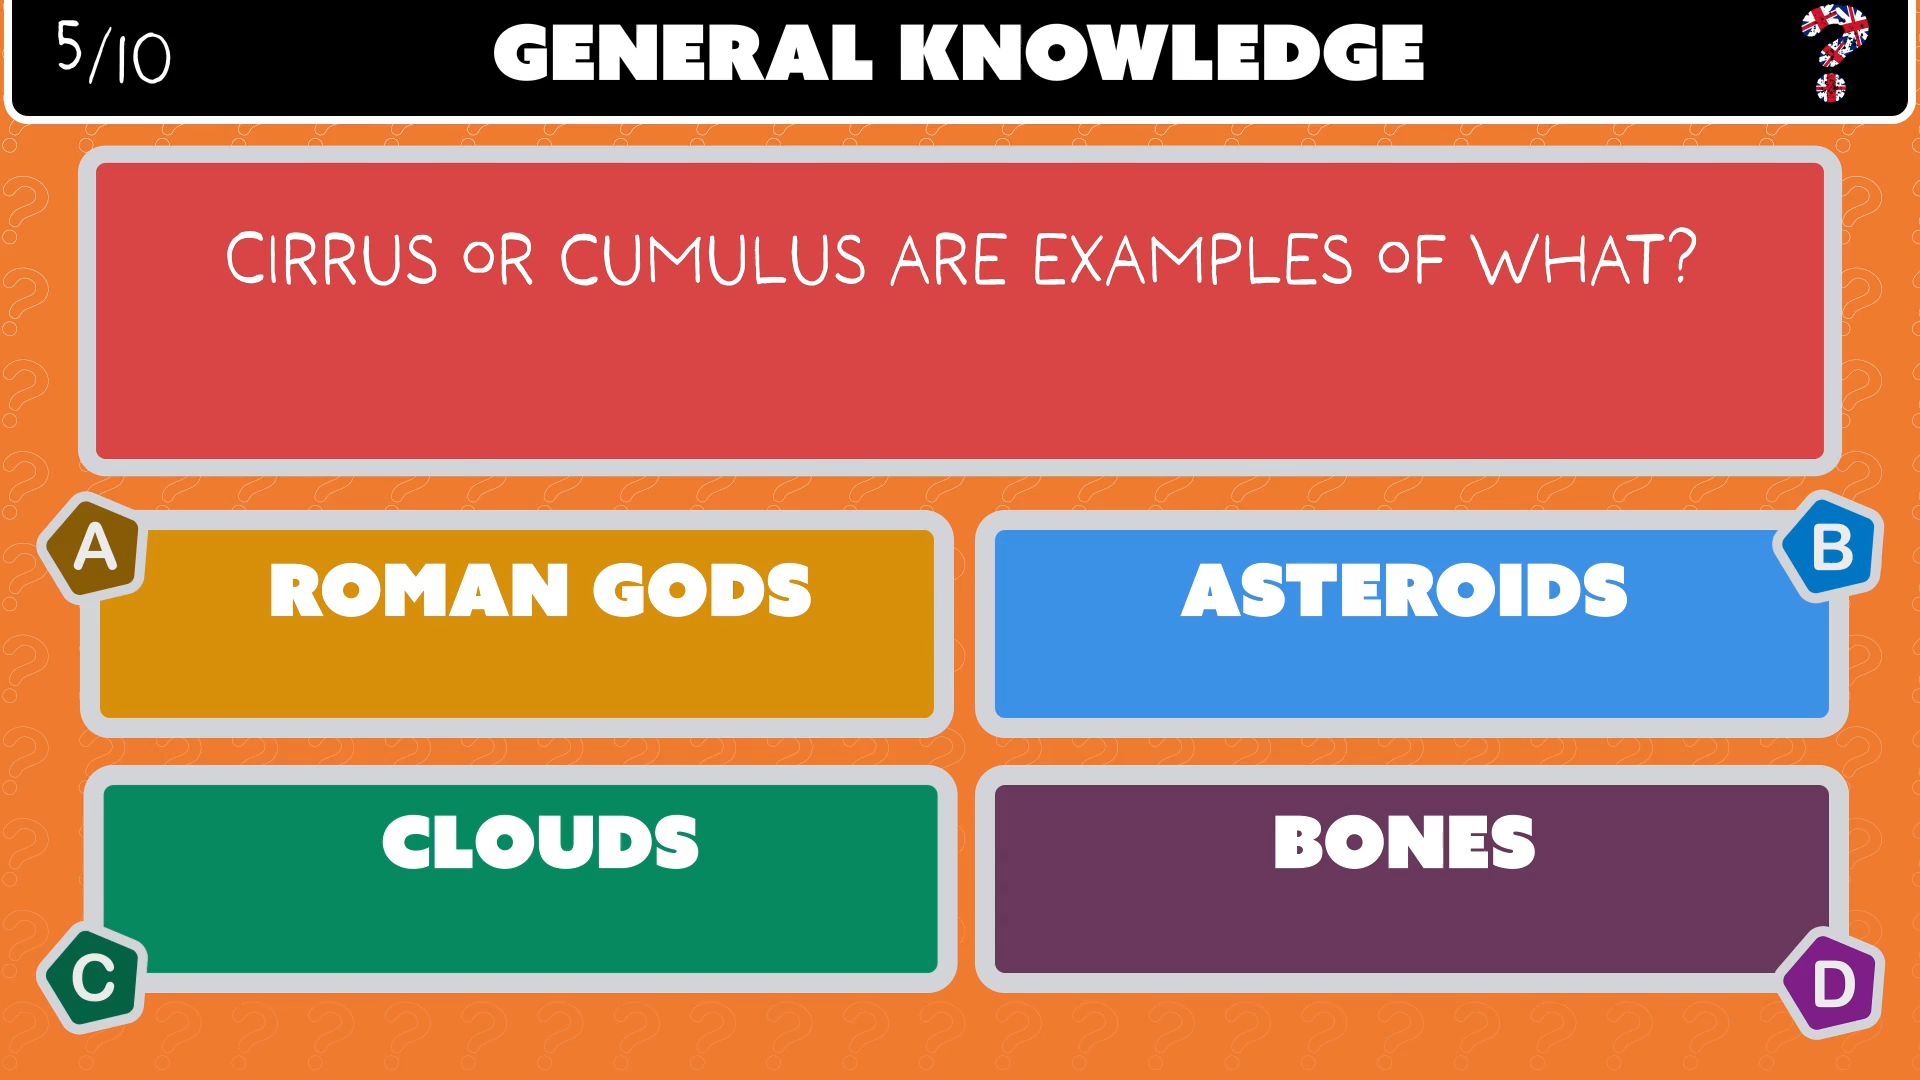 5/10
GENERAL KNOWLEDGE
CIRRUS OR CUMULUS ARE EXAMPLES OF WHAT?
A
ROMAN GODS
B
ASTEROIDS
C
CLOUDS
D
BONES